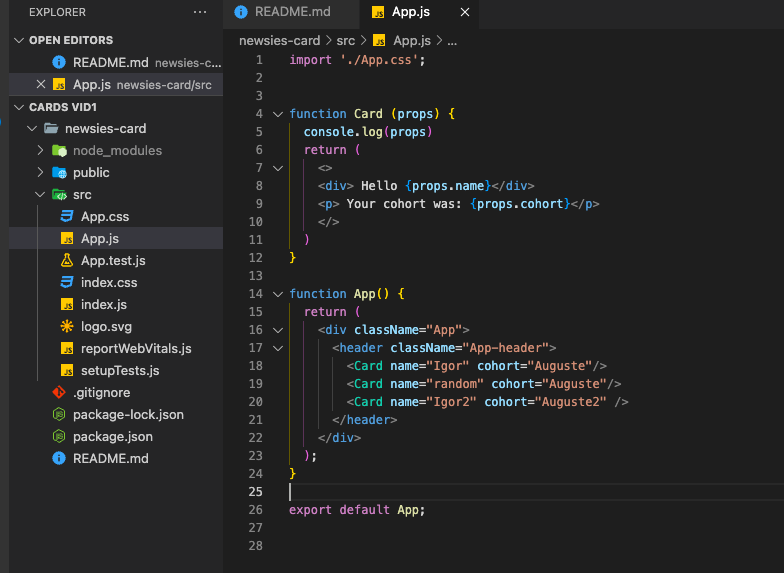 EXPLORER ...
OPEN EDITORS
README.md newsies-c...
App.js newsies-card/src
CARDS VID1
newsies-card
node_modules
public
src
App.css
App.js
App.test.js
index.css
index.js
logo.svg
reportWebVitals.js
setupTests.js
.gitignore
package-lock.json
package.json
README.md
README.md
App.js
newsies-card > src > JS App.js > ...
1 import './App.css';
2
3
4 function Card (props) {
5 console.log(props)
6 return (
7 <>
8 <div> Hello {props.name}</div>
9 <p> Your cohort was: {props.cohort}</p>
10 </>
11 )
12 }
13
14 function App() {
15 return (
16 <div className="App">
17 <header className="App-header">
18 <Card name="Igor" cohort="Auguste"/>
19 <Card name="random" cohort="Auguste"/>
20 <Card name="Igor2" cohort="Auguste2" />
21 </header>
22 </div>
23 );
24 }
25
26 export default App;
27
28